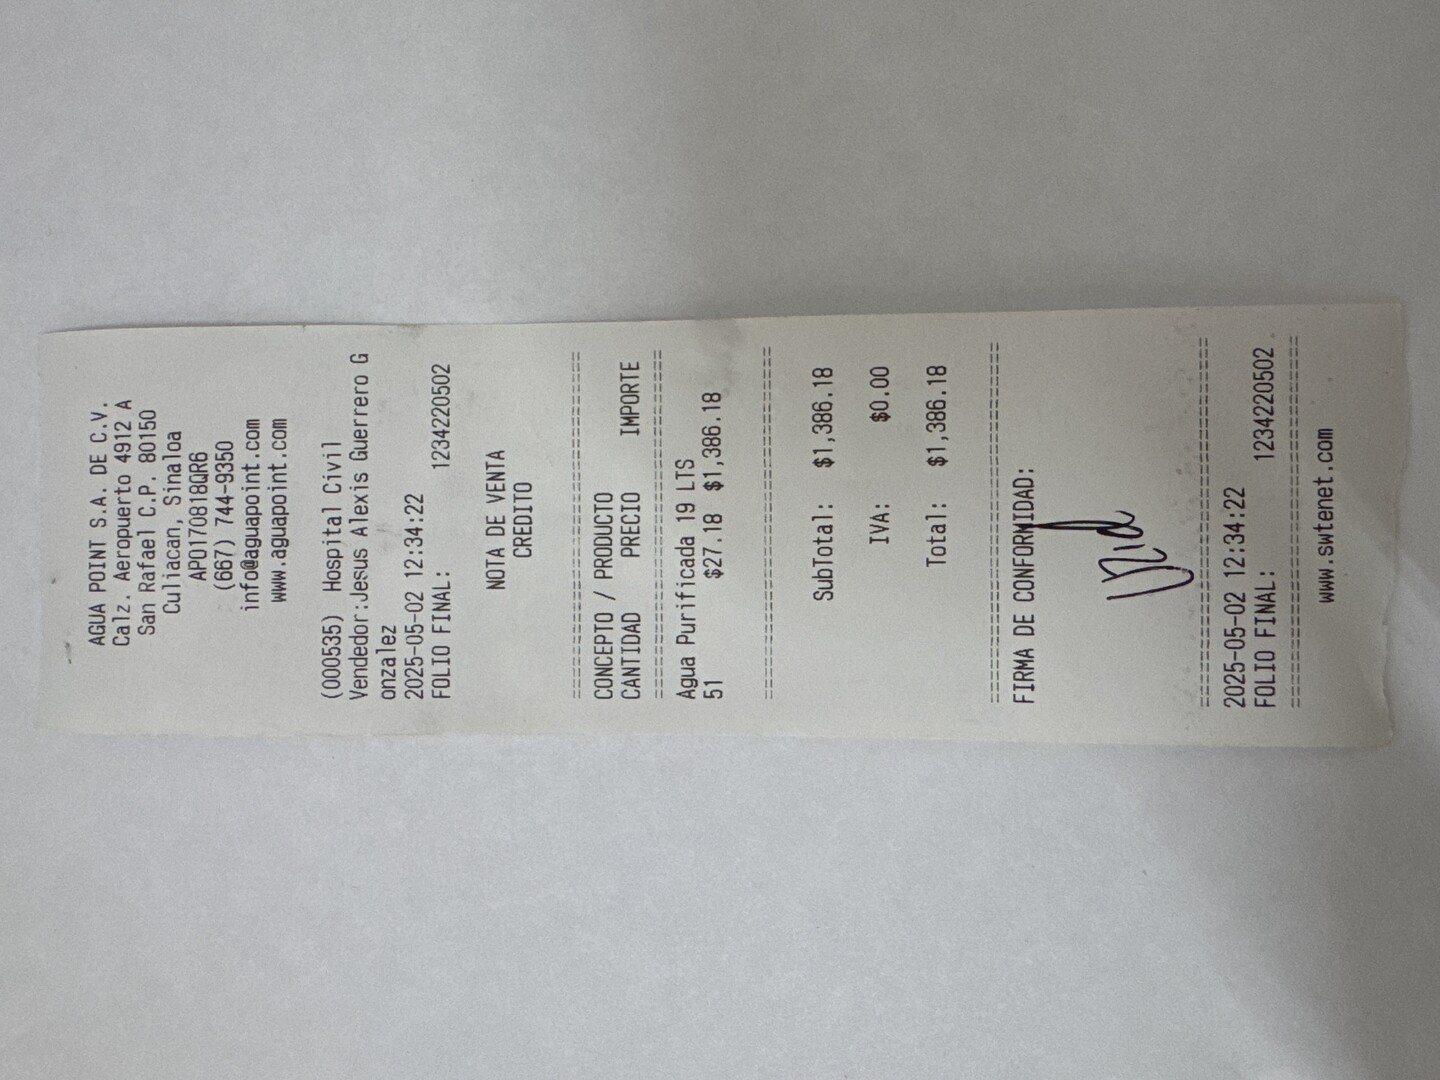 AGUA POINT S.A. DE C.V.
Calz. Aeropuerto 4912 A
San Rafael C.P. 80150
Culiacan, Sinaloa
APO170818QR6
(667) 744-9350
info@aguapoint.com
www.aguapoint.com
(000535) Hospital Civil
Vendedor:Jesus Alexis Guerrero G
onzalez
2025-05-02 12:34:22
FOLIO FINAL: 1234220502
NOTA DE VENTA
CREDITO
CONCEPTO / PRODUCTO
CANTIDAD PRECIO IMPORTE
Agua Purificada 19 LTS
51 $27.18 $1,386.18
SubTotal: $1,386.18
IVA: $0.00
Total: $1,386.18
FIRMA DE CONFORMIDAD:
2025-05-02 12:34:22
FOLIO FINAL: 1234220502
www.swtenet.com